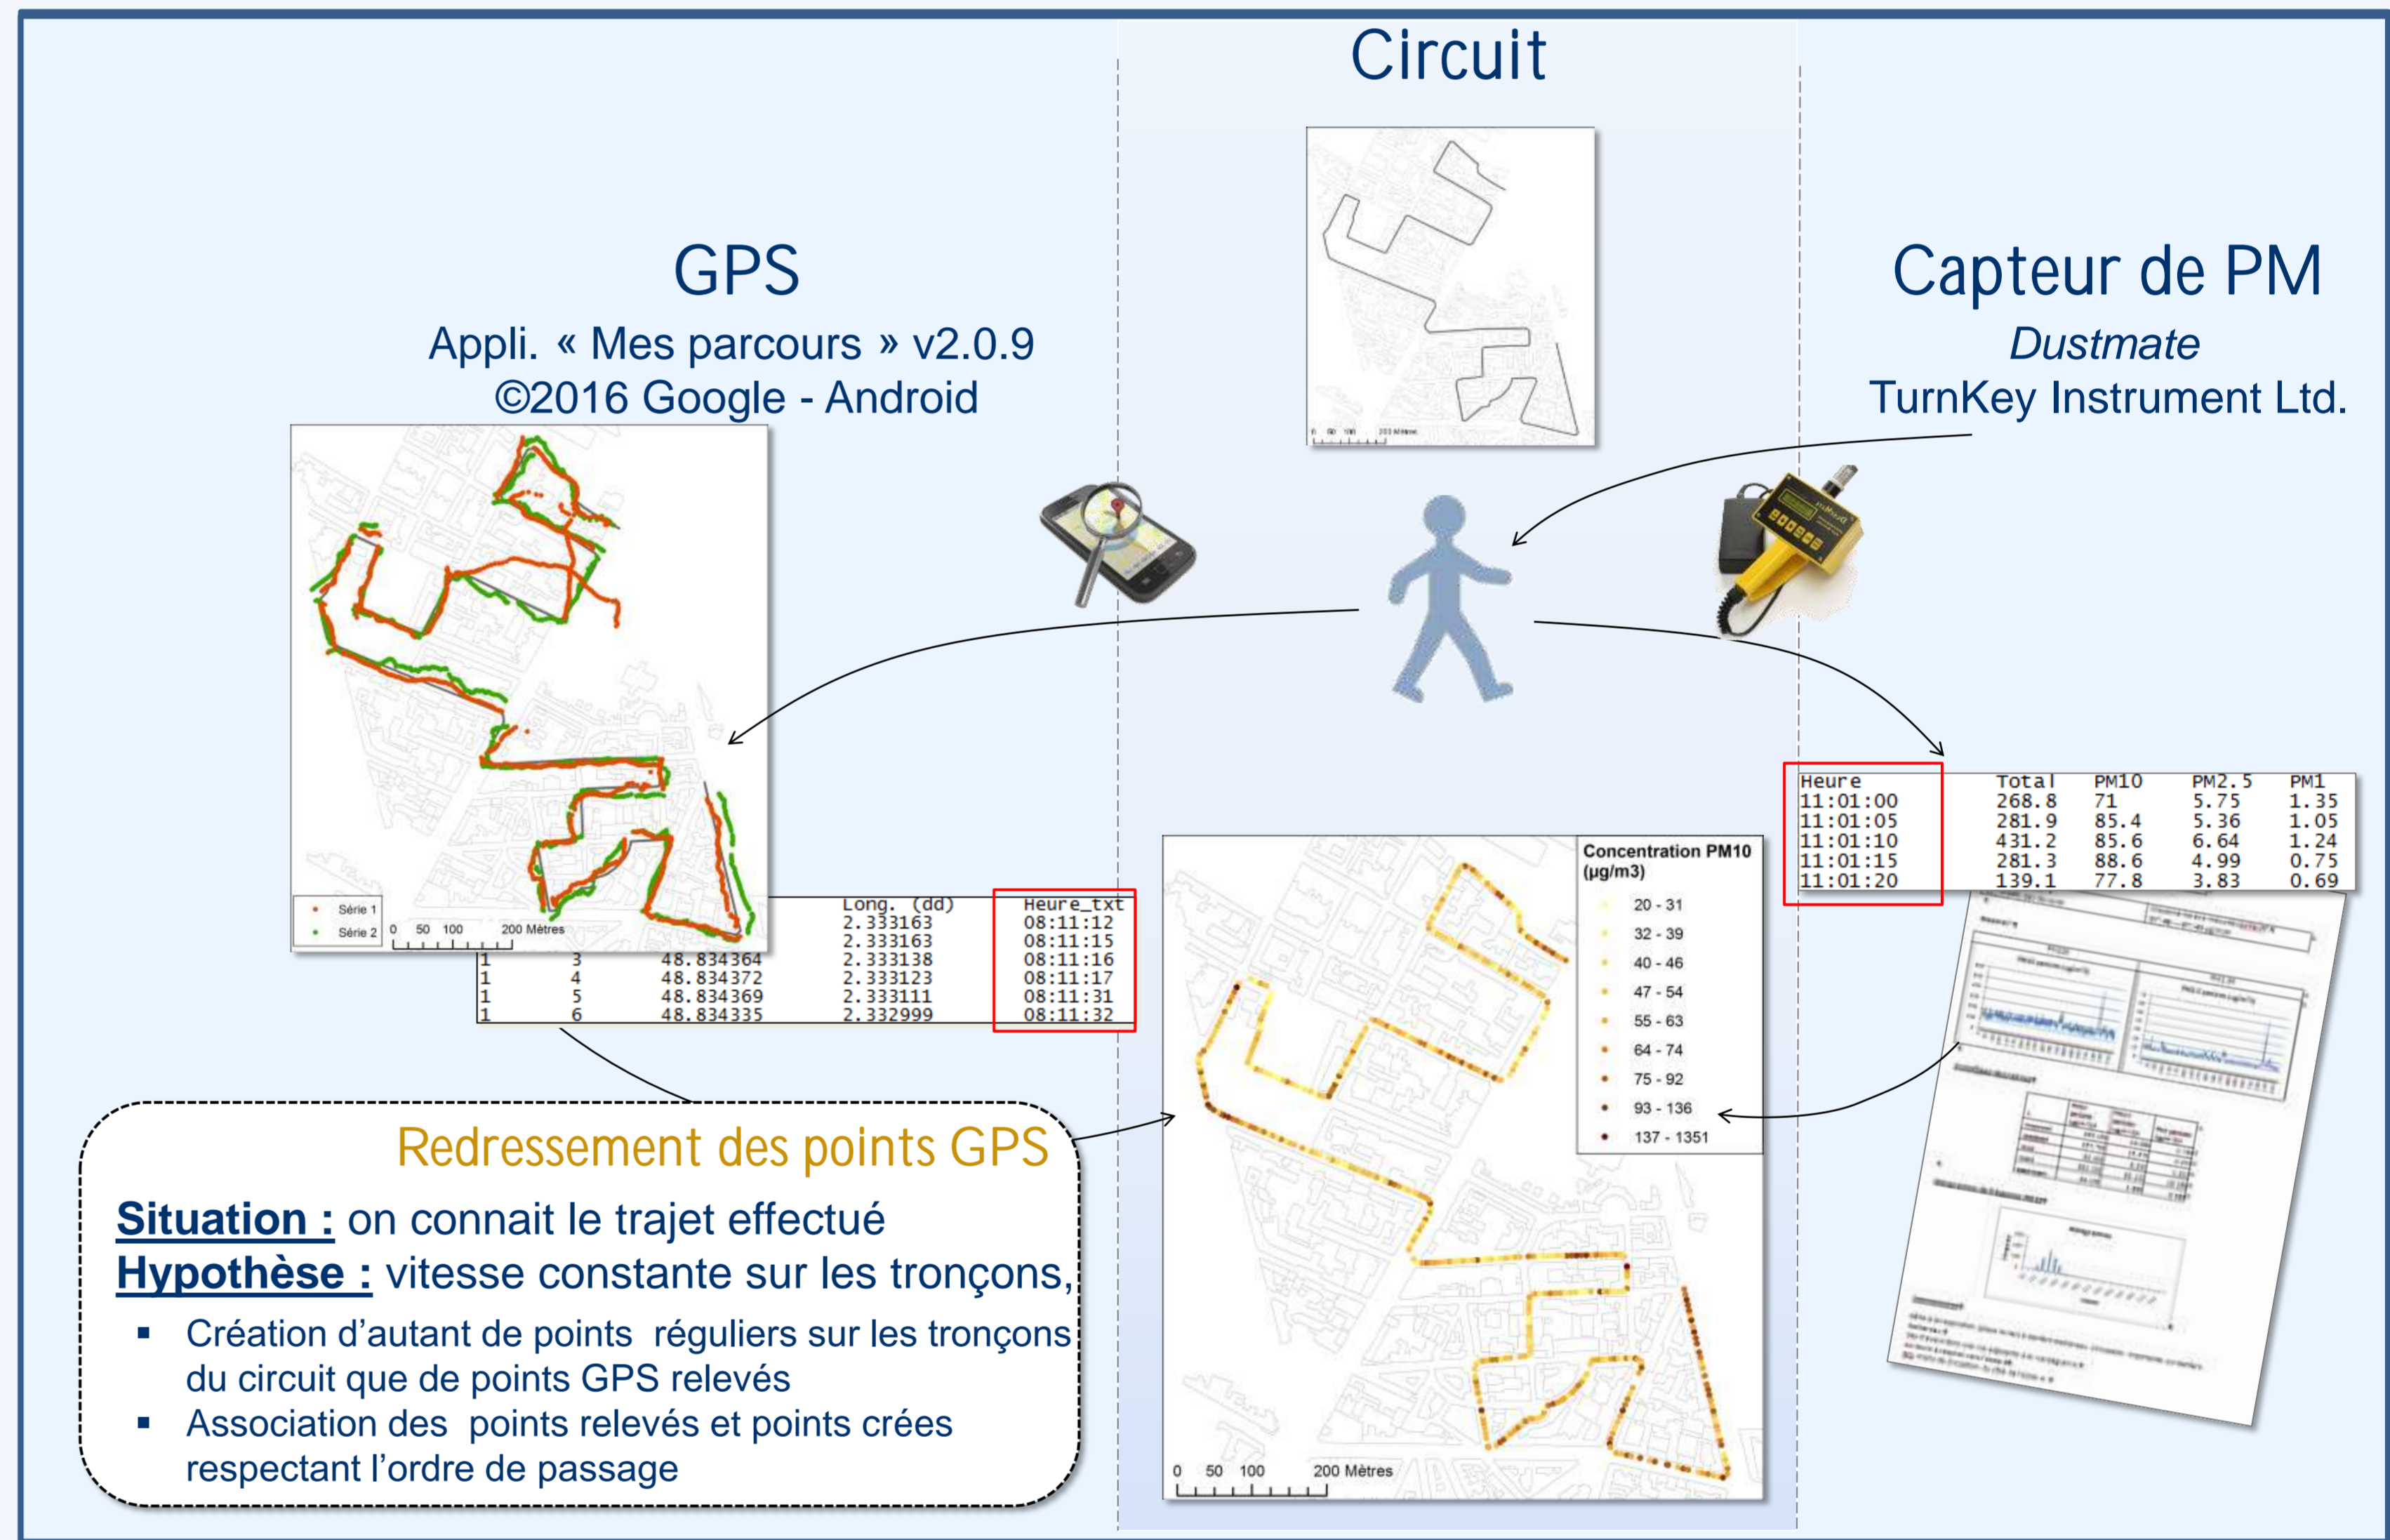 Circuit
0 50 100 200 Mètres
GPS
Appli. « Mes parcours » v2.0.9
©2016 Google - Android
Capteur de PM
Dustmate
TurnKey Instrument Ltd.
Série 1
Série 2
0 50 100 200 Mètres
Long. (dd) Heure_txt
2.333163 08:11:12
2.333163 08:11:15
1 3 48.834364 2.333138 08:11:16
1 4 48.834372 2.333123 08:11:17
1 5 48.834369 2.333111 08:11:31
1 6 48.834335 2.332999 08:11:32
Heure Total PM10 PM2.5 PM1
11:01:00 268.8 71 5.75 1.35
11:01:05 281.9 85.4 5.36 1.05
11:01:10 431.2 85.6 6.64 1.24
11:01:15 281.3 88.6 4.99 0.75
11:01:20 139.1 77.8 3.83 0.69
Concentration PM10
(µg/m3)
20 - 31
32 - 39
40 - 46
47 - 54
55 - 63
64 - 74
75 - 92
93 - 136
137 - 1351
0 50 100 200 Mètres
Redressement des points GPS
Situation : on connait le trajet effectué
Hypothèse : vitesse constante sur les tronçons,
▪ Création d'autant de points réguliers sur les tronçons
du circuit que de points GPS relevés
▪ Association des points relevés et points crées
respectant l'ordre de passage